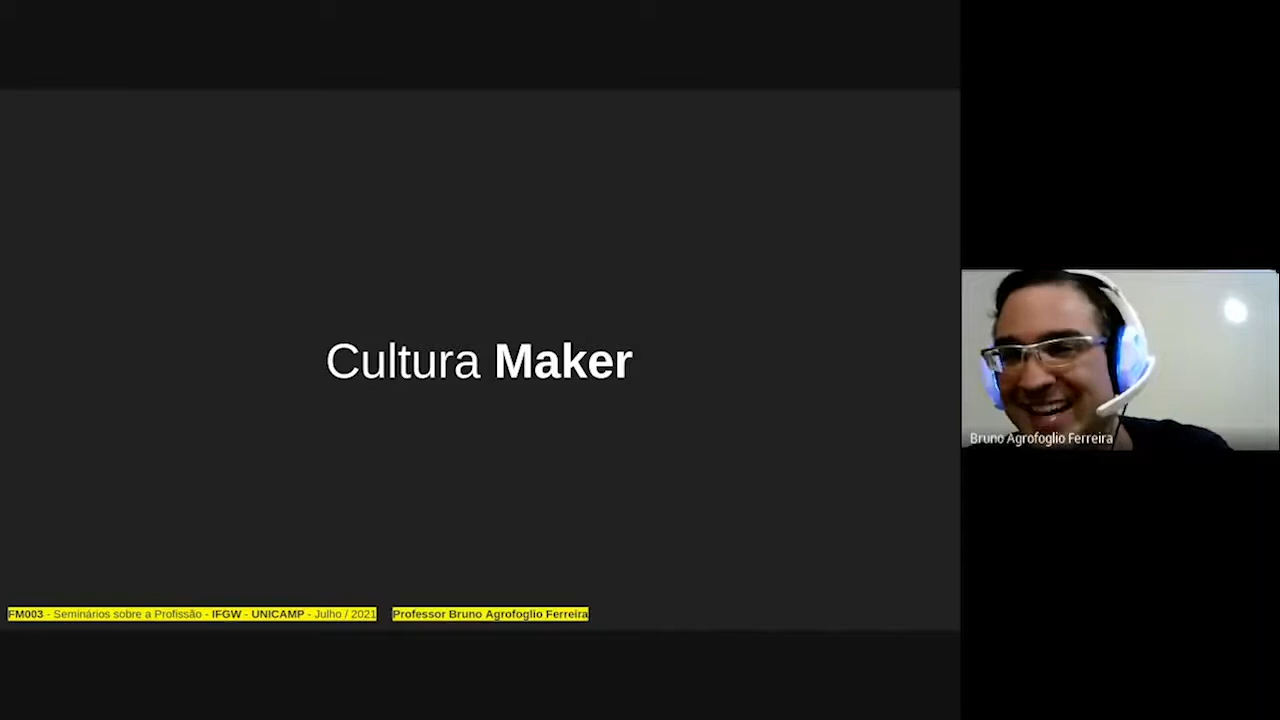 Cultura Maker
Bruno Agrofoglio Ferreira
FM003 - Seminários sobre a Profissão - IFGW - UNICAMP - Julho / 2021 Professor Bruno Agrofoglio Ferreira